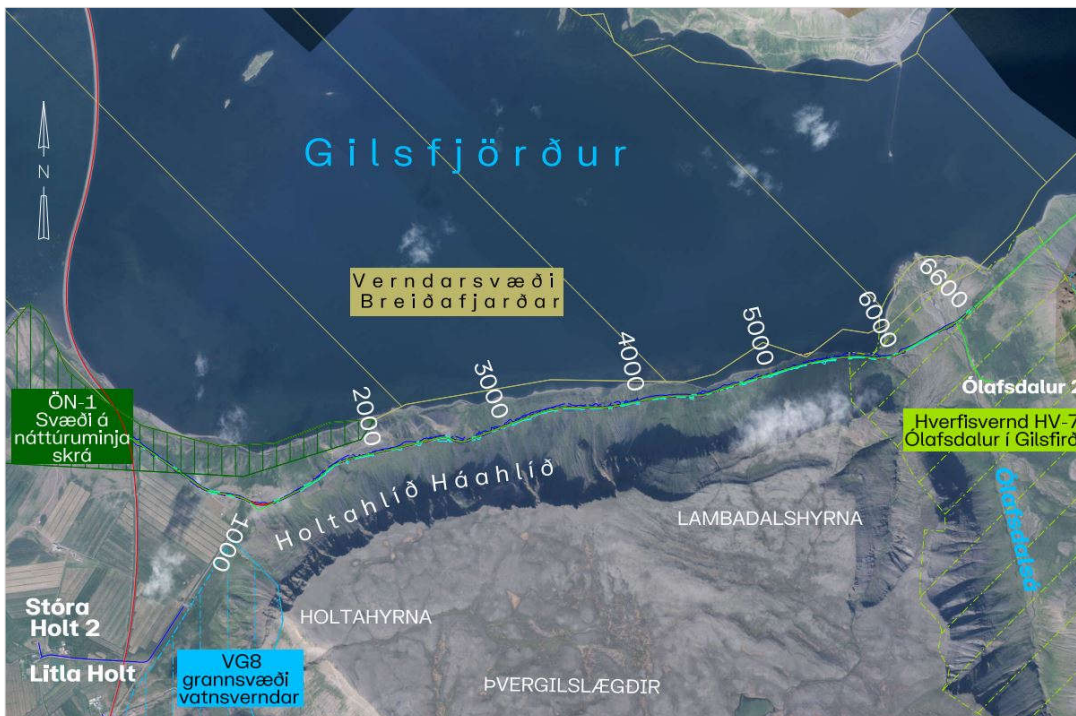 Gilsfjörður
N
Verndarsvæði
Breiðafjarðar
6600
6000
5000
4000
3000
2000
1000
ÖN-1
Svæði á
náttúruminja
skrá
Ólafsdalur 2
Hverfisvernd HV-7
Ólafsdalur í Gilsfirð
Ólafsdalsá
Holtahlíð Háahlíð
LAMBADALSHYRNA
HOLTAHYRNA
ÞVERGILSLÆGÐIR
Stóra
Holt 2
Litla Holt
VG8
grannsvæði
vatnsverndar